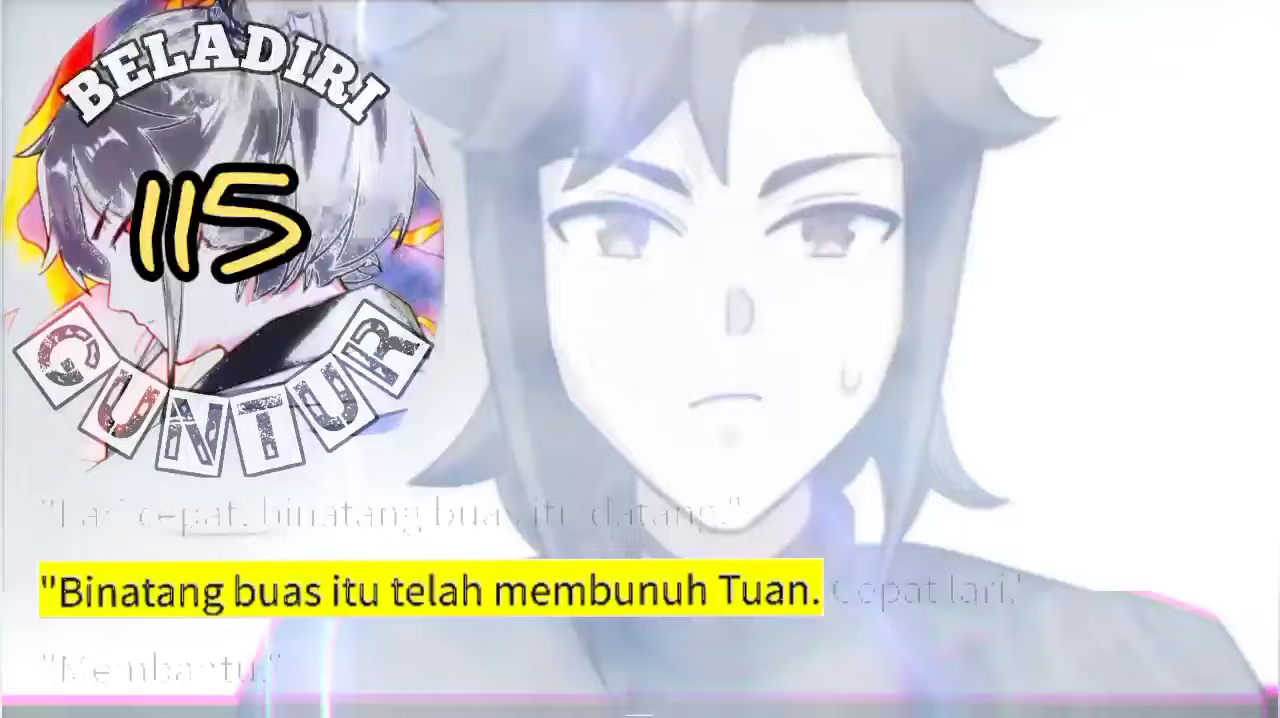 BELADIRI
115
GUNTUR
"Lari cepat, binatang buas itu datang."
"Binatang buas itu telah membunuh Tuan. Cepat lari."
"Membantu."